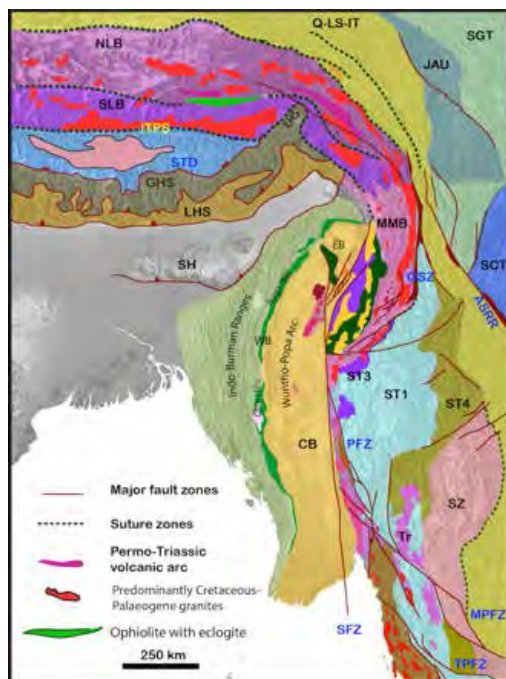 Q-LS-IT
SGT
NLB
JAU
SLB
ITPS
STD
GHS
LHS
MMB
EB
SH
GSZ
SCT
ASRR
Indo-Burman Ranges
WB
Wuntho-Popa Arc
ST3
ST1
ST4
CB
PFZ
SZ
Tr
MPFZ
SFZ
TPFZ
Major fault zones
Suture zones
Permo-Triassic
volcanic arc
Predominantly Cretaceous-
Palaeogene granites
Ophiolite with eclogite
250 km